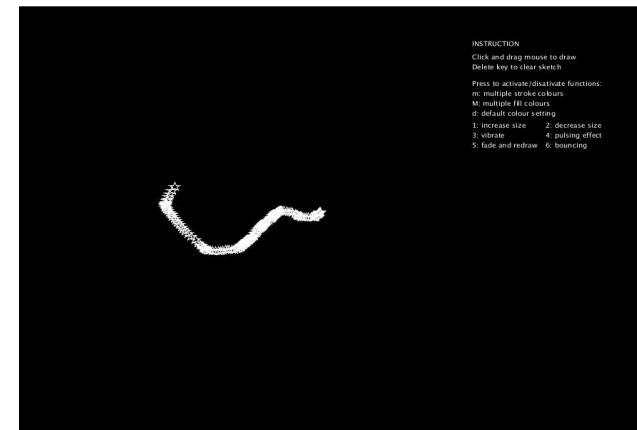 INSTRUCTION
Click and drag mouse to draw
Delete key to clear sketch
Press to activate/disativate functions:
m: multiple stroke colours
M: multiple fill colours
d: default colour setting
1: increase size 2: decrease size
3: vibrate 4: pulsing effect
5: fade and redraw 6: bouncing